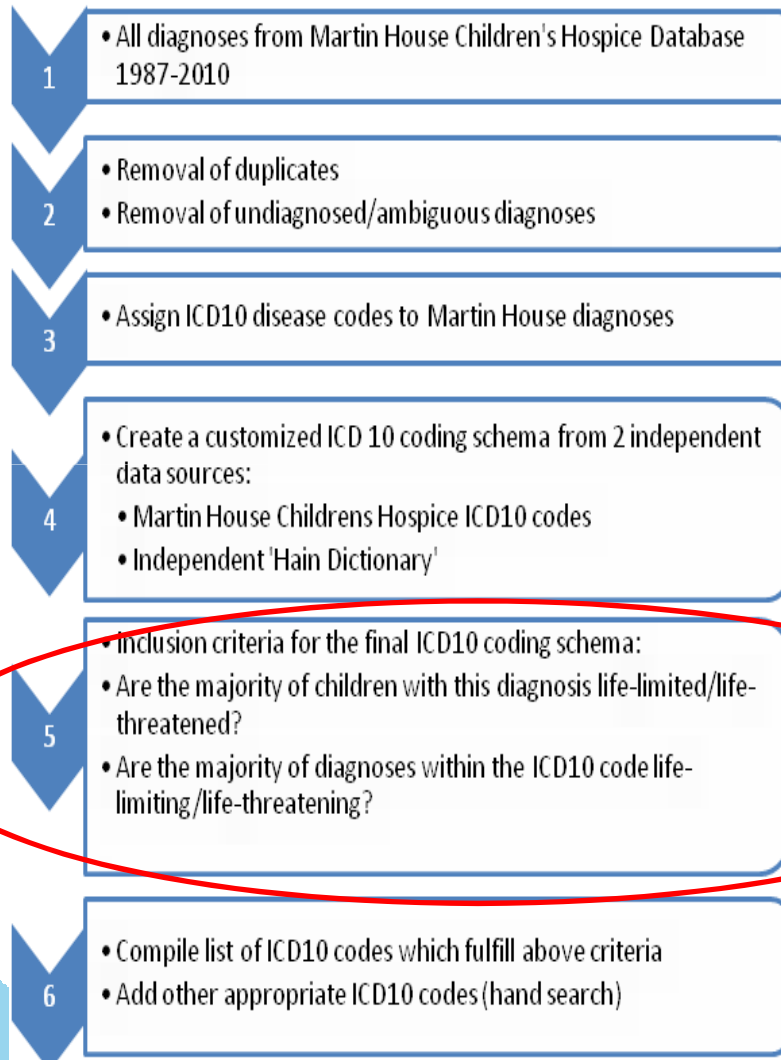 1
• All diagnoses from Martin House Children's Hospice Database
1987-2010
2
• Removal of duplicates
• Removal of undiagnosed/ambiguous diagnoses
3
• Assign ICD10 disease codes to Martin House diagnoses
4
• Create a customized ICD 10 coding schema from 2 independent
data sources:
• Martin House Childrens Hospice ICD10 codes
• Independent 'Hain Dictionary'
5
• Inclusion criteria for the final ICD10 coding schema:
• Are the majority of children with this diagnosis life-limited/life-
threatened?
• Are the majority of diagnoses within the ICD10 code life-
limiting/life-threatening?
6
• Compile list of ICD10 codes which fulfill above criteria
• Add other appropriate ICD10 codes (hand search)